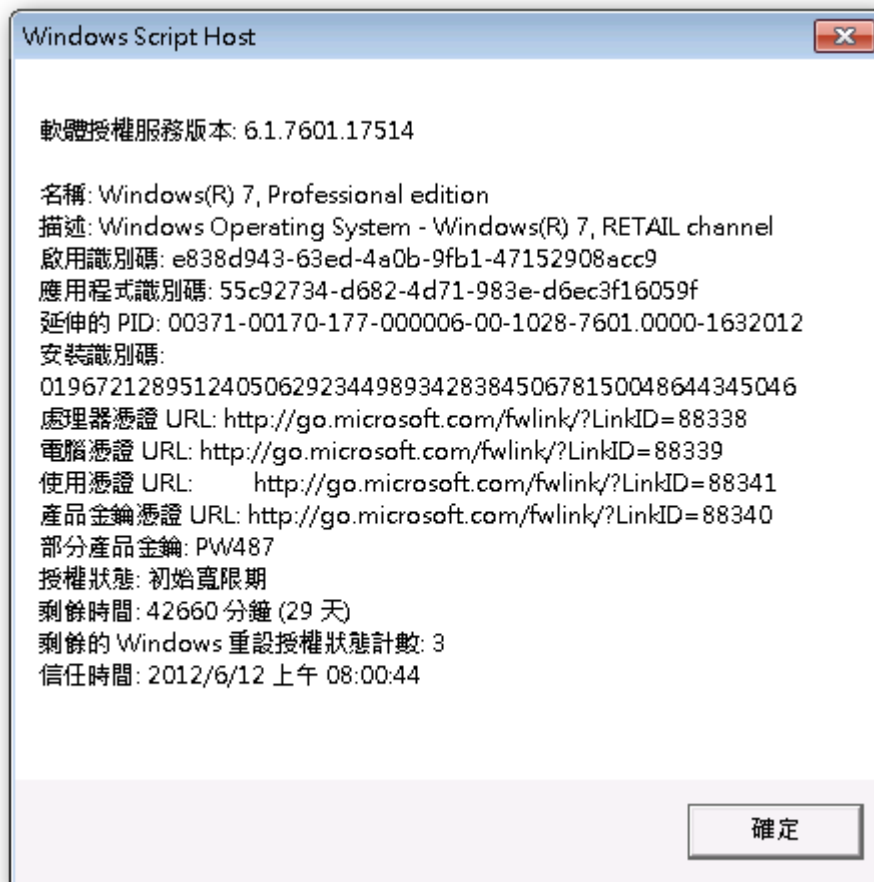 Windows Script Host
軟體授權服務版本: 6.1.7601.17514
名稱: Windows(R) 7, Professional edition
描述: Windows Operating System - Windows(R) 7, RETAIL channel
啟用識別碼: e838d943-63ed-4a0b-9fb1-47152908acc9
應用程式識別碼: 55c92734-d682-4d71-983e-d6ec3f16059f
延伸的 PID: 00371-00170-177-000006-00-1028-7601.0000-1632012
安裝識別碼:
019672128951240506292344989342838450678150048644345046
處理器憑證 URL: http://go.microsoft.com/fwlink/?LinkID=88338
電腦憑證 URL: http://go.microsoft.com/fwlink/?LinkID=88339
使用憑證 URL: http://go.microsoft.com/fwlink/?LinkID=88341
產品金鑰憑證 URL: http://go.microsoft.com/fwlink/?LinkID=88340
部分產品金鑰: PW487
授權狀態: 初始寬限期
剩餘時間: 42660 分鐘 (29 天)
剩餘的 Windows 重設授權狀態計數: 3
信任時間: 2012/6/12 上午 08:00:44
確定